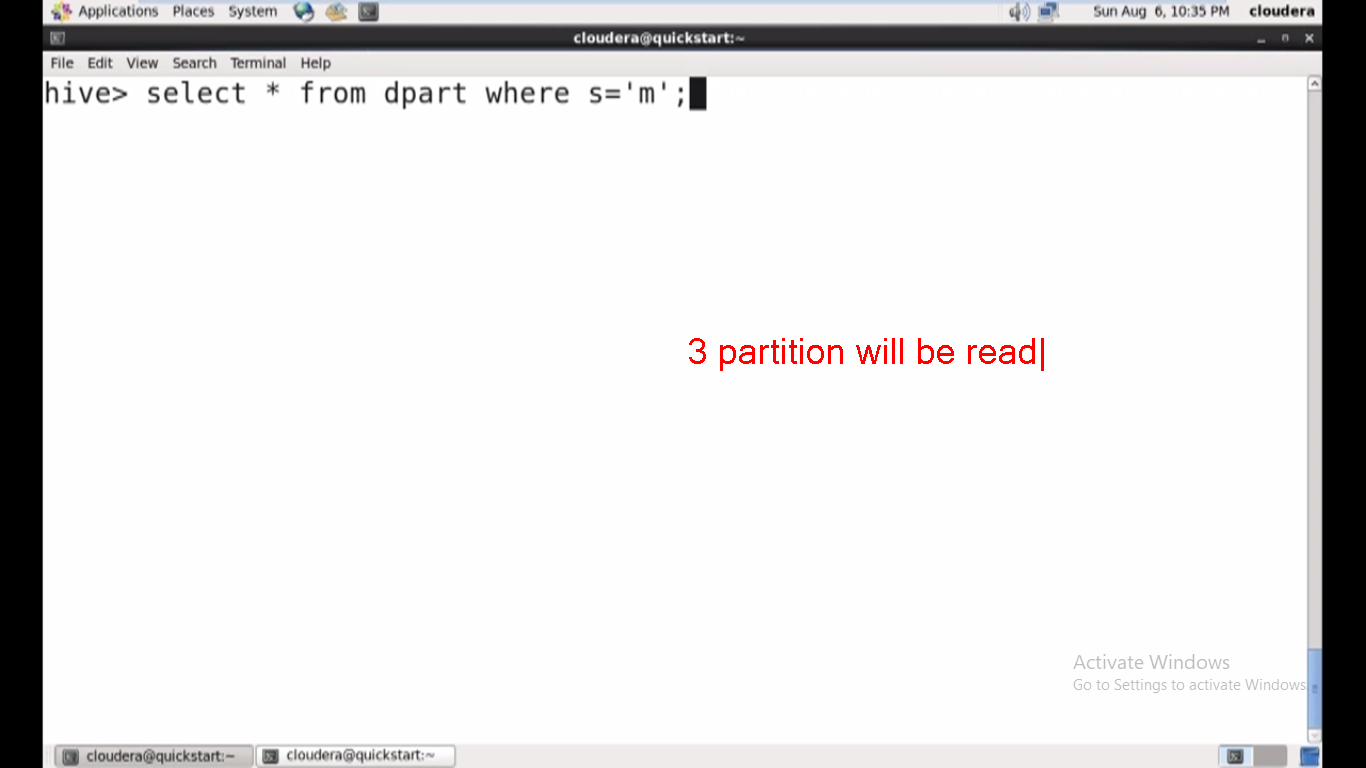 Applications Places System Sun Aug 6, 10:35 PM cloudera
cloudera@quickstart:~
File Edit View Search Terminal Help
hive> select * from dpart where s='m';
3 partition will be read
Activate Windows
Go to Settings to activate Windows
cloudera@quickstart:~ cloudera@quickstart:~